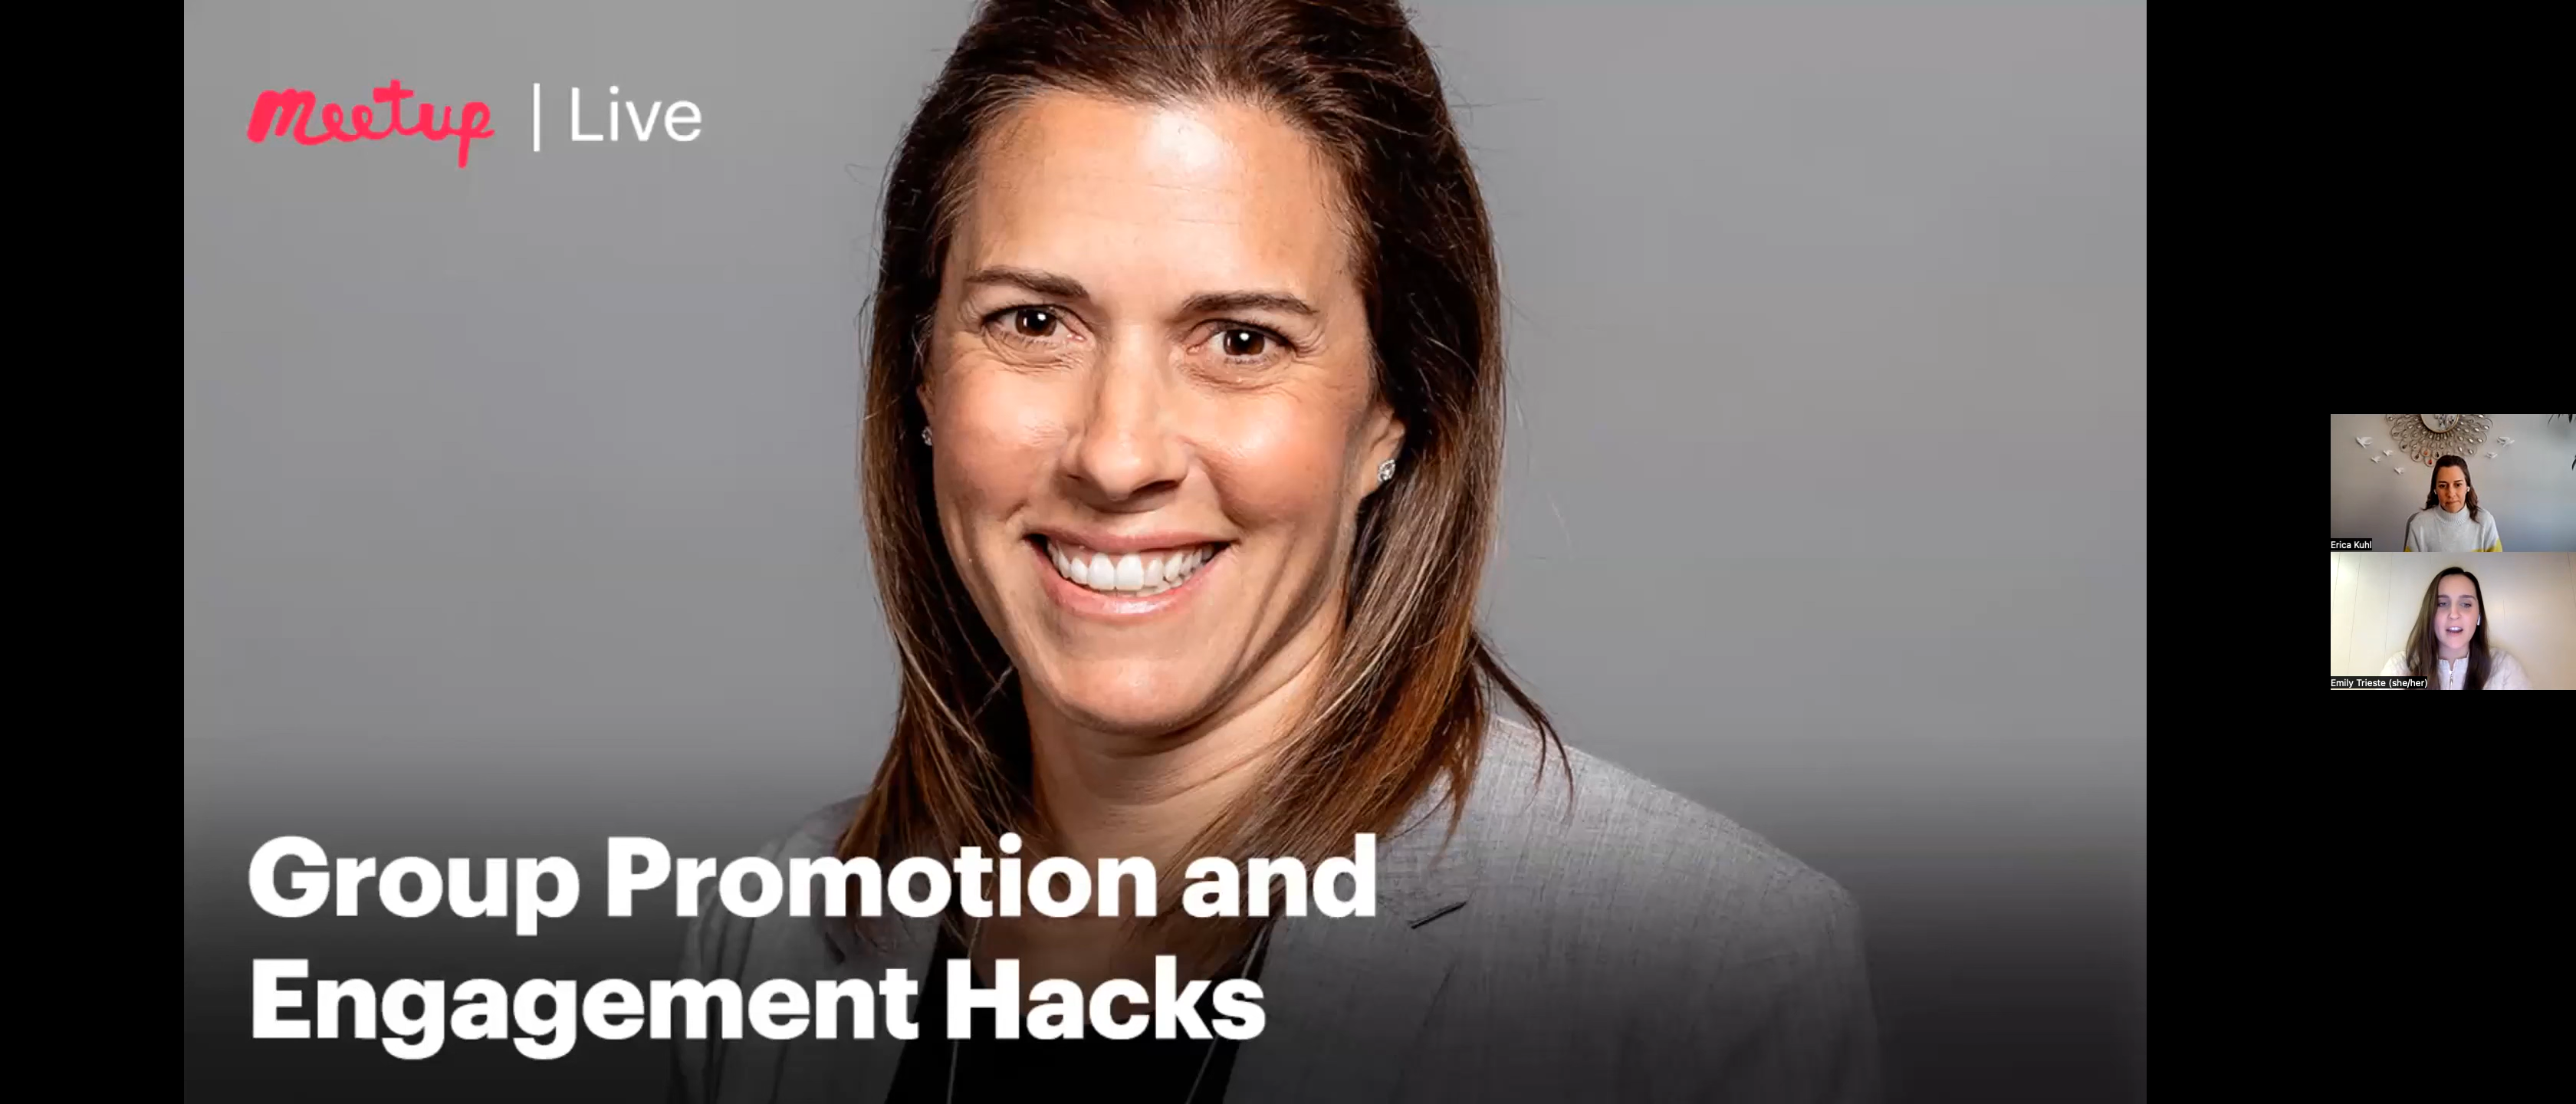 meetup | Live
Group Promotion and
Engagement Hacks
Erica Kuhl
Emily Trieste (she/her)